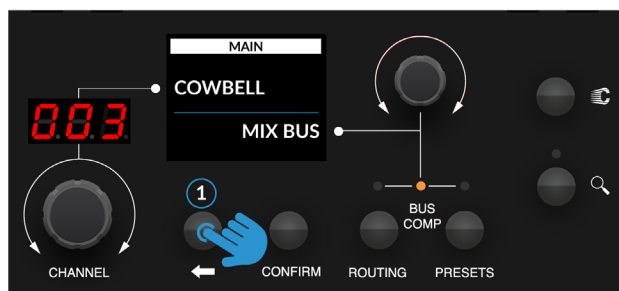 MAIN
COWBELL
003
MIX BUS
1
BUS
COMP
CHANNEL
CONFIRM
ROUTING
PRESETS